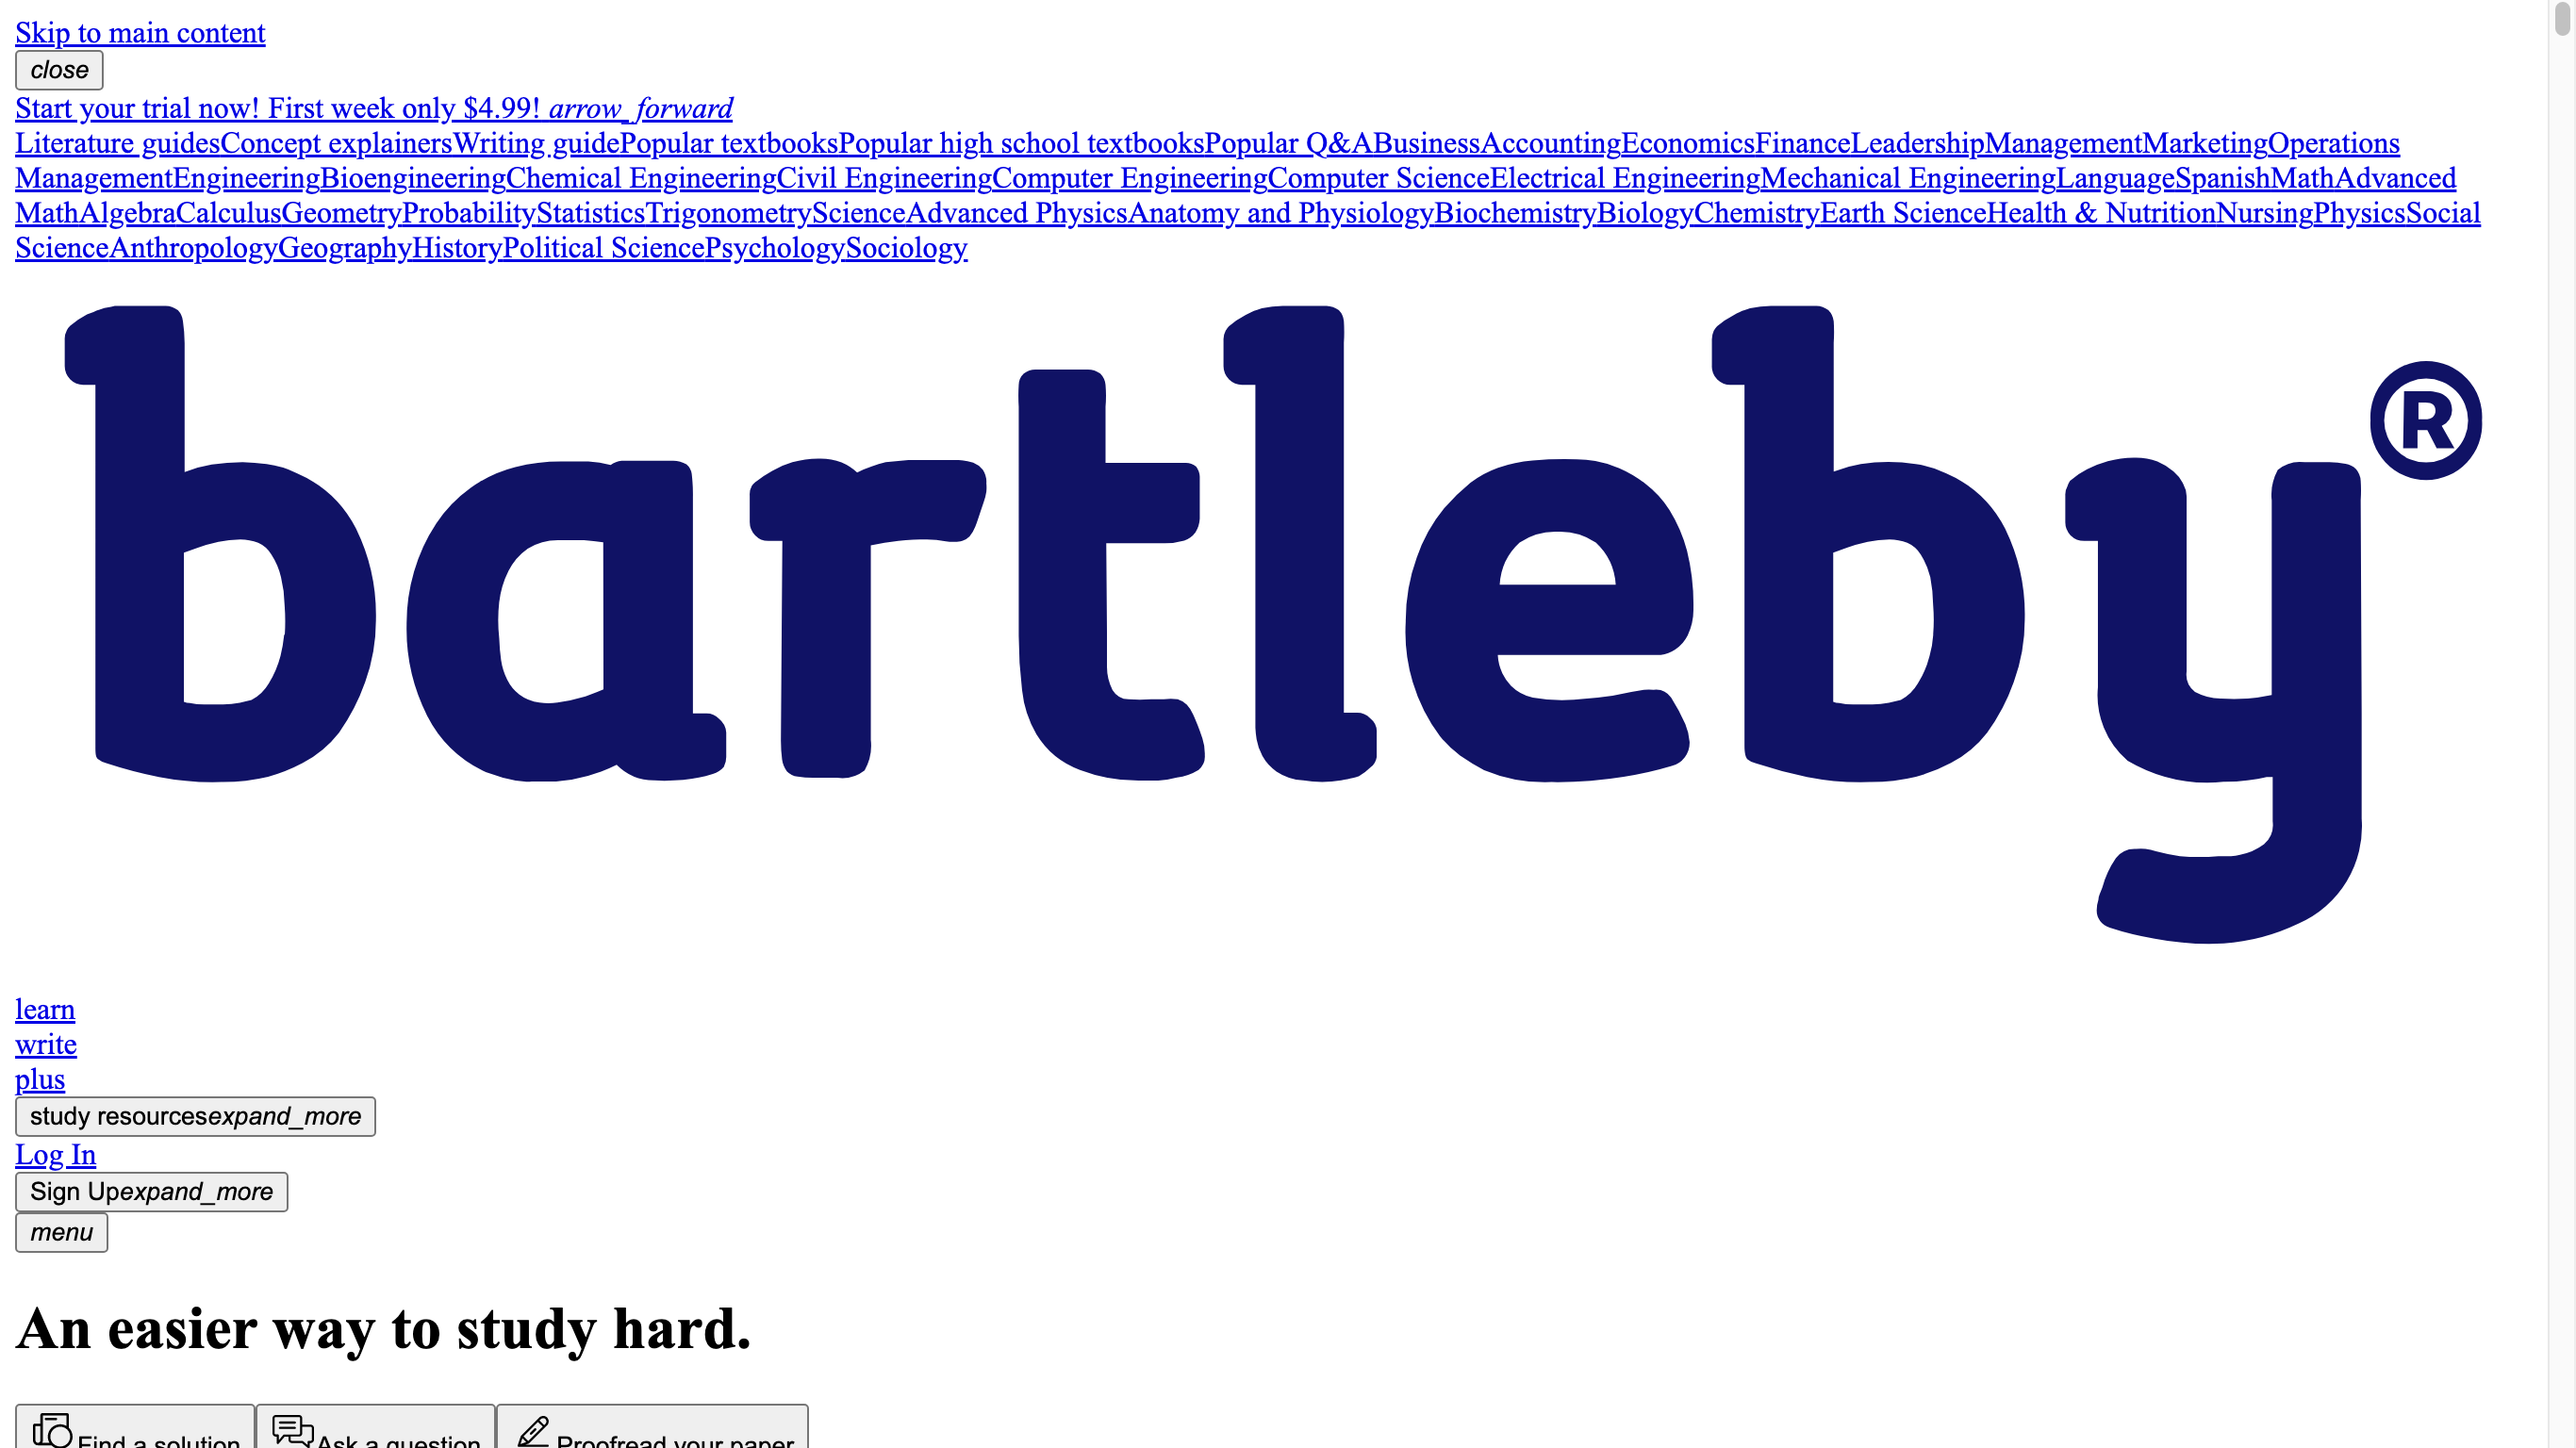 Skip to main content
close
Start your trial now! First week only $4.99! arrow_forward
Literature guidesConcept explainersWriting guidePopular textbooksPopular high school textbooksPopular Q&ABusinessAccountingEconomicsFinanceLeadershipManagementMarketingOperations
ManagementEngineeringBioengineeringChemical EngineeringCivil EngineeringComputer EngineeringComputer ScienceElectrical EngineeringMechanical EngineeringLanguageSpanishMathAdvanced
MathAlgebraCalculusGeometryProbabilityStatisticsTrigonometryScienceAdvanced PhysicsAnatomy and PhysiologyBiochemistryBiologyChemistryEarth ScienceHealth & NutritionNursingPhysicsSocial
ScienceAnthropologyGeographyHistoryPolitical SciencePsychologySociology
bartleby®
learn
write
plus
study resourcesexpand_more
Log In
Sign Upexpand_more
menu
An easier way to study hard.
Find a solution Ask a question Proofread your paper